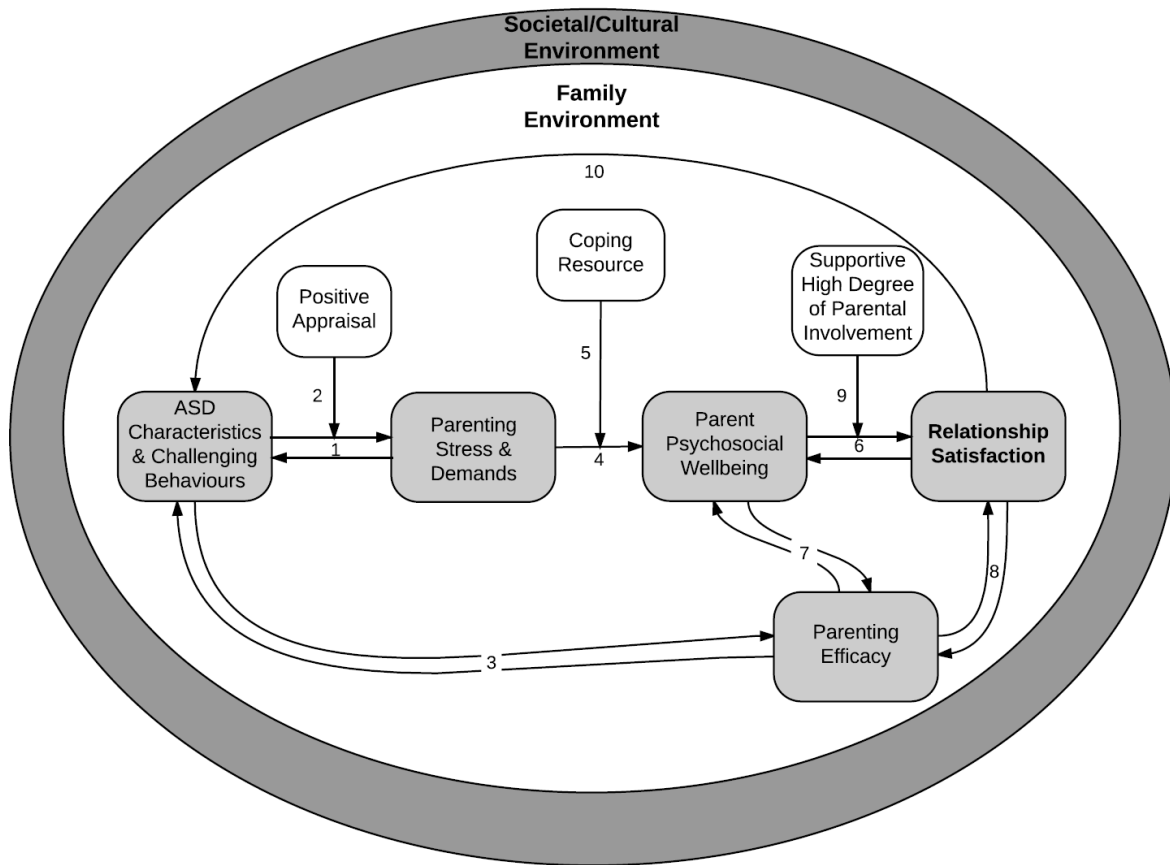 Societal/Cultural
Environment
Family
Environment
10
Coping
Resource
Supportive
High Degree
of Parental
Involvement
Positive
Appraisal
5
2
9
ASD
Characteristics
& Challenging
Behaviours
1
Parenting
Stress &
Demands
4
Parent
Psychosocial
Wellbeing
6
Relationship
Satisfaction
7
8
Parenting
Efficacy
3